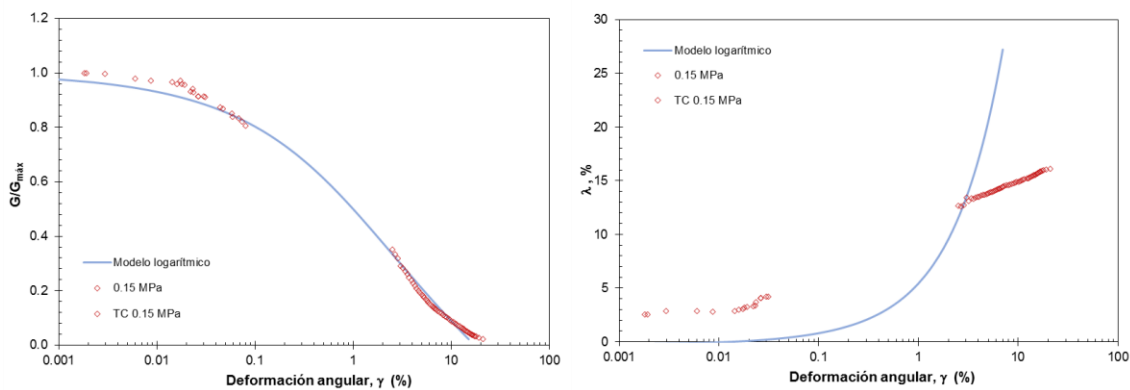 1.2
1.0
0.8
0.6
0.4
0.2
0.0
G/Gmáx
Modelo logarítmico
0.15 MPa
TC 0.15 MPa
0.001 0.01 0.1 1 10 100
Deformación angular, γ (%)
30
25
20
15
10
5
0
λ , %
Modelo logarítmico
0.15 MPa
TC 0.15 MPa
0.001 0.01 0.1 1 10 100
Deformación angular, γ (%)